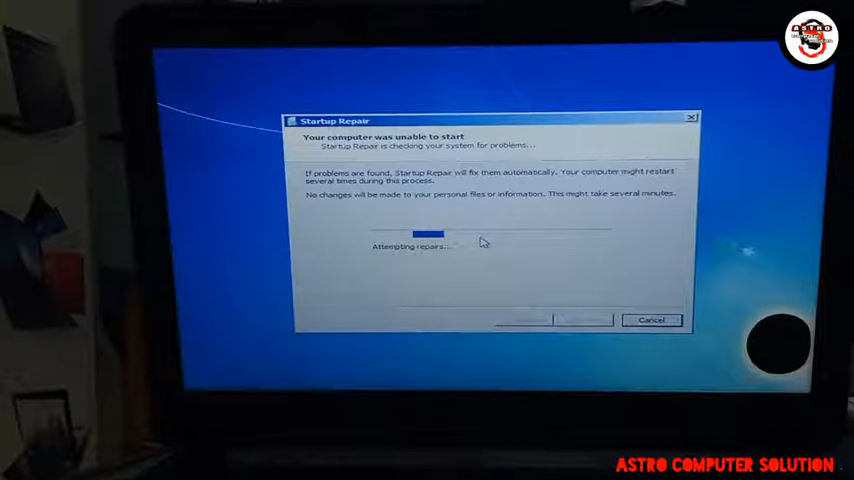 ASTRO
Startup Repair
Your computer was unable to start
Startup Repair is checking your system for problems...
If problems are found, Startup Repair will fix them automatically. Your computer might restart
several times during this process.
No changes will be made to your personal files or information. This might take several minutes.
Attempting repairs...
Cancel
ASTRO COMPUTER SOLUTION